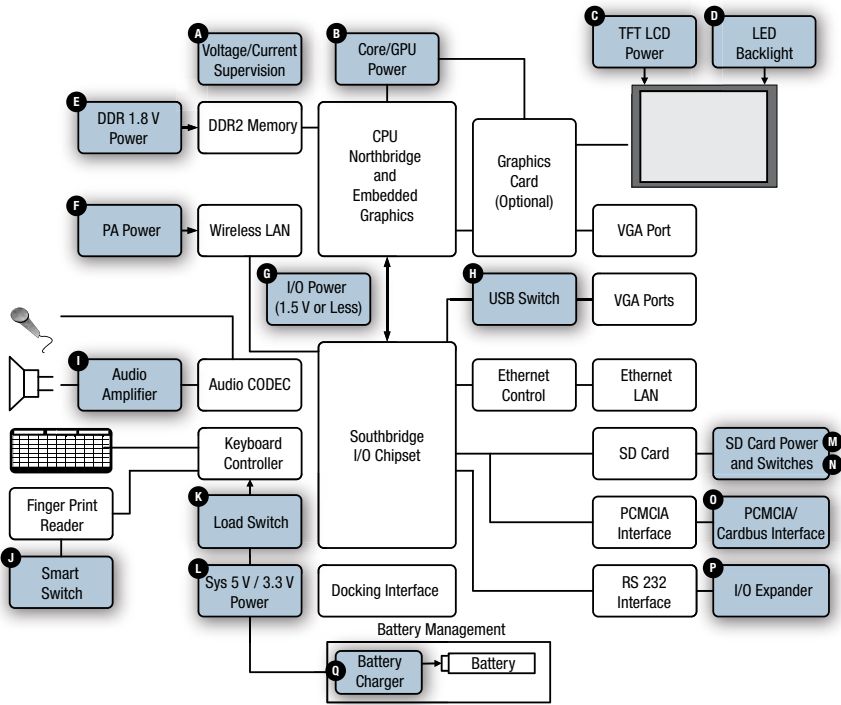 A
Voltage/Current
Supervision
B
Core/GPU
Power
C
TFT LCD
Power
D
LED
Backlight
E
DDR 1.8 V
Power
DDR2 Memory
CPU
Northbridge
and
Embedded
Graphics
Graphics
Card
(Optional)
F
PA Power
Wireless LAN
VGA Port
G
I/O Power
(1.5 V or Less)
H
USB Switch
VGA Ports
I
Audio
Amplifier
Audio CODEC
Southbridge
I/O Chipset
Ethernet
Control
Ethernet
LAN
Keyboard
Controller
SD Card
SD Card Power
and Switches
M
N
Finger Print
Reader
K
Load Switch
PCMCIA
Interface
O
PCMCIA/
Cardbus Interface
J
Smart
Switch
L
Sys 5 V / 3.3 V
Power
Docking Interface
RS 232
Interface
P
I/O Expander
Battery Management
Q
Battery
Charger
Battery